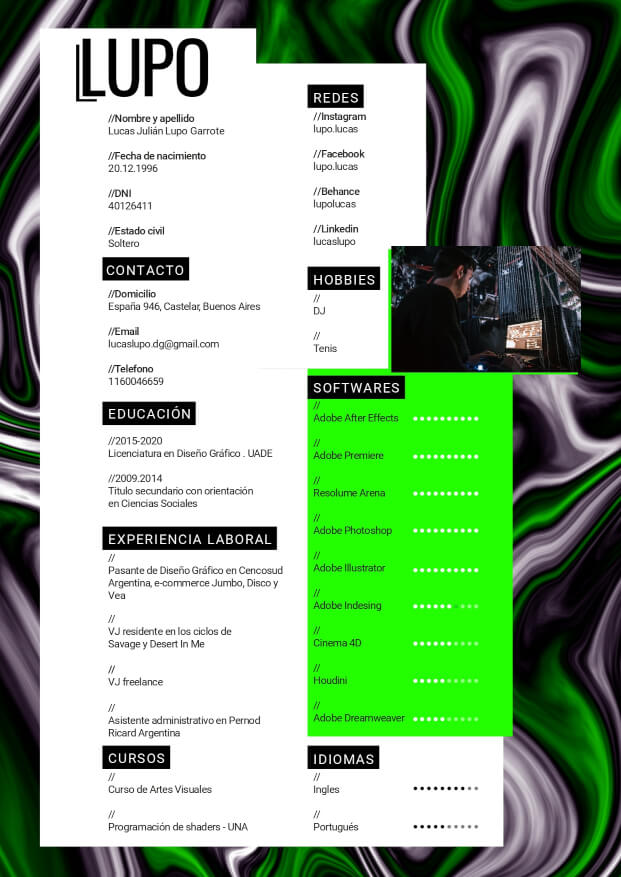 LUPO
//Nombre y apellido
Lucas Julián Lupo Garrote
//Fecha de nacimiento
20.12.1996
//DNI
40126411
//Estado civil
Soltero
CONTACTO
//Domicilio
España 946, Castelar, Buenos Aires
//Email
lucaslupo.dg@gmail.com
//Telefono
1160046659
EDUCACIÓN
//2015-2020
Licenciatura en Diseño Gráfico . UADE
//2009.2014
Titulo secundario con orientación
en Ciencias Sociales
EXPERIENCIA LABORAL
//
Pasante de Diseño Gráfico en Cencosud
Argentina, e-commerce Jumbo, Disco y
Vea
//
VJ residente en los ciclos de
Savage y Desert In Me
//
VJ freelance
//
Asistente administrativo en Pernod
Ricard Argentina
CURSOS
//
Curso de Artes Visuales
//
Programación de shaders - UNA
REDES
//Instagram
lupo.lucas
//Facebook
lupo.lucas
//Behance
lupolucas
//Linkedin
lucaslupo
HOBBIES
//
DJ
//
Tenis
SOFTWARES
//
Adobe After Effects
//
Adobe Premiere
//
Resolume Arena
//
Adobe Photoshop
//
Adobe Illustrator
//
Adobe Indesing
//
Cinema 4D
//
Houdini
//
Adobe Dreamweaver
IDIOMAS
//
Ingles
//
Portugués